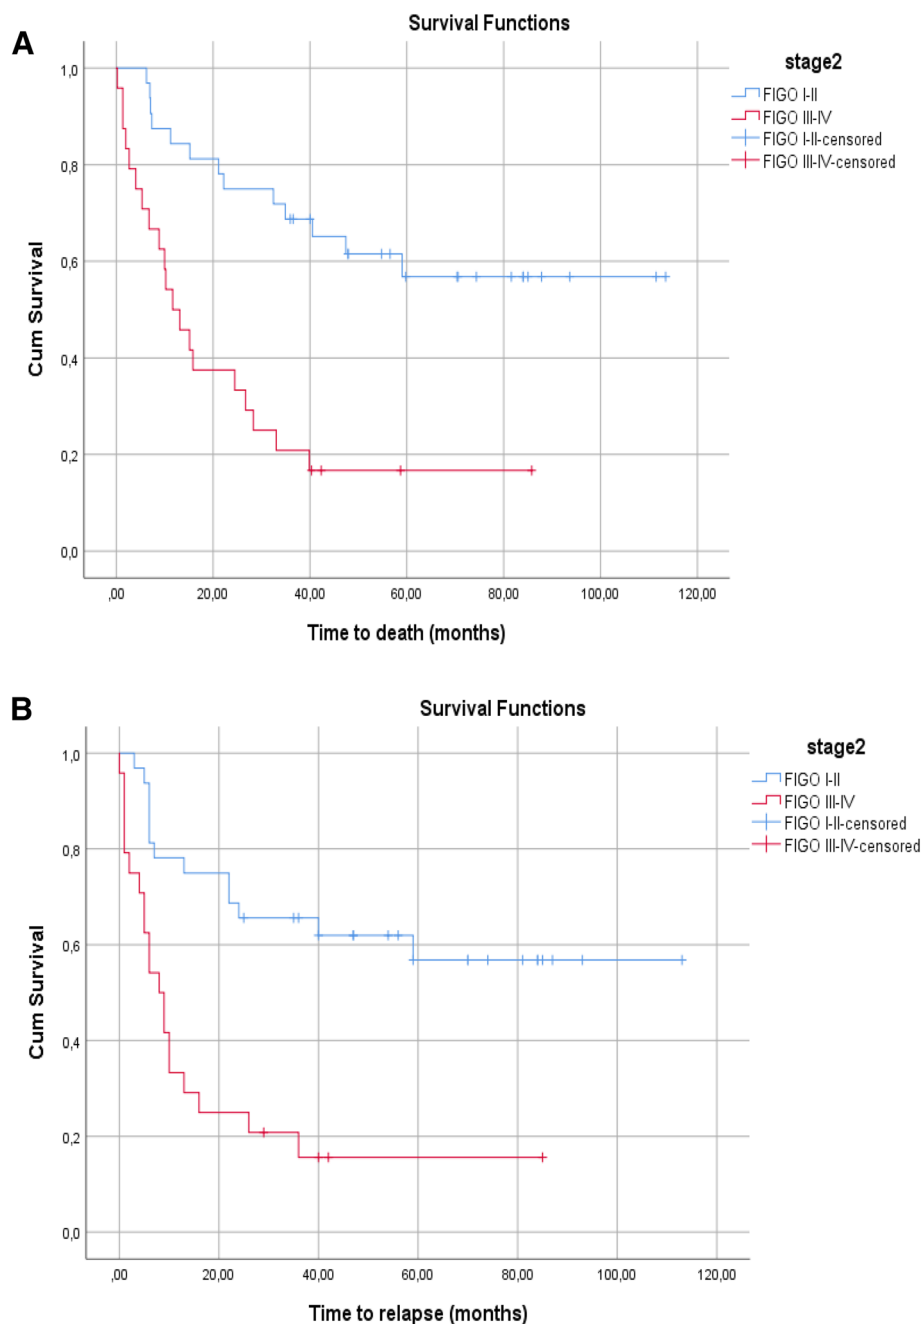 A
Survival Functions
stage2
FIGO I-II
FIGO III-IV
FIGO I-II-censored
FIGO III-IV-censored
Cum Survival
1,0
0,8
0,6
0,4
0,2
0,0
,00 20,00 40,00 60,00 80,00 100,00 120,00
Time to death (months)
B
Survival Functions
stage2
FIGO I-II
FIGO III-IV
FIGO I-II-censored
FIGO III-IV-censored
Cum Survival
1,0
0,8
0,6
0,4
0,2
0,0
,00 20,00 40,00 60,00 80,00 100,00 120,00
Time to relapse (months)